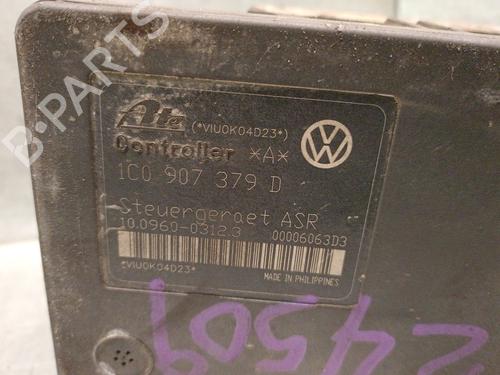 B-PARTS
Ate
(*VIU0K04D23*)
Controller *A*
1C0 907 379 D
Steuergeraet ASR
10.0960-0312.3 00006063D3
*VIU0K04D23*
MADE IN PHILIPPINES
24509